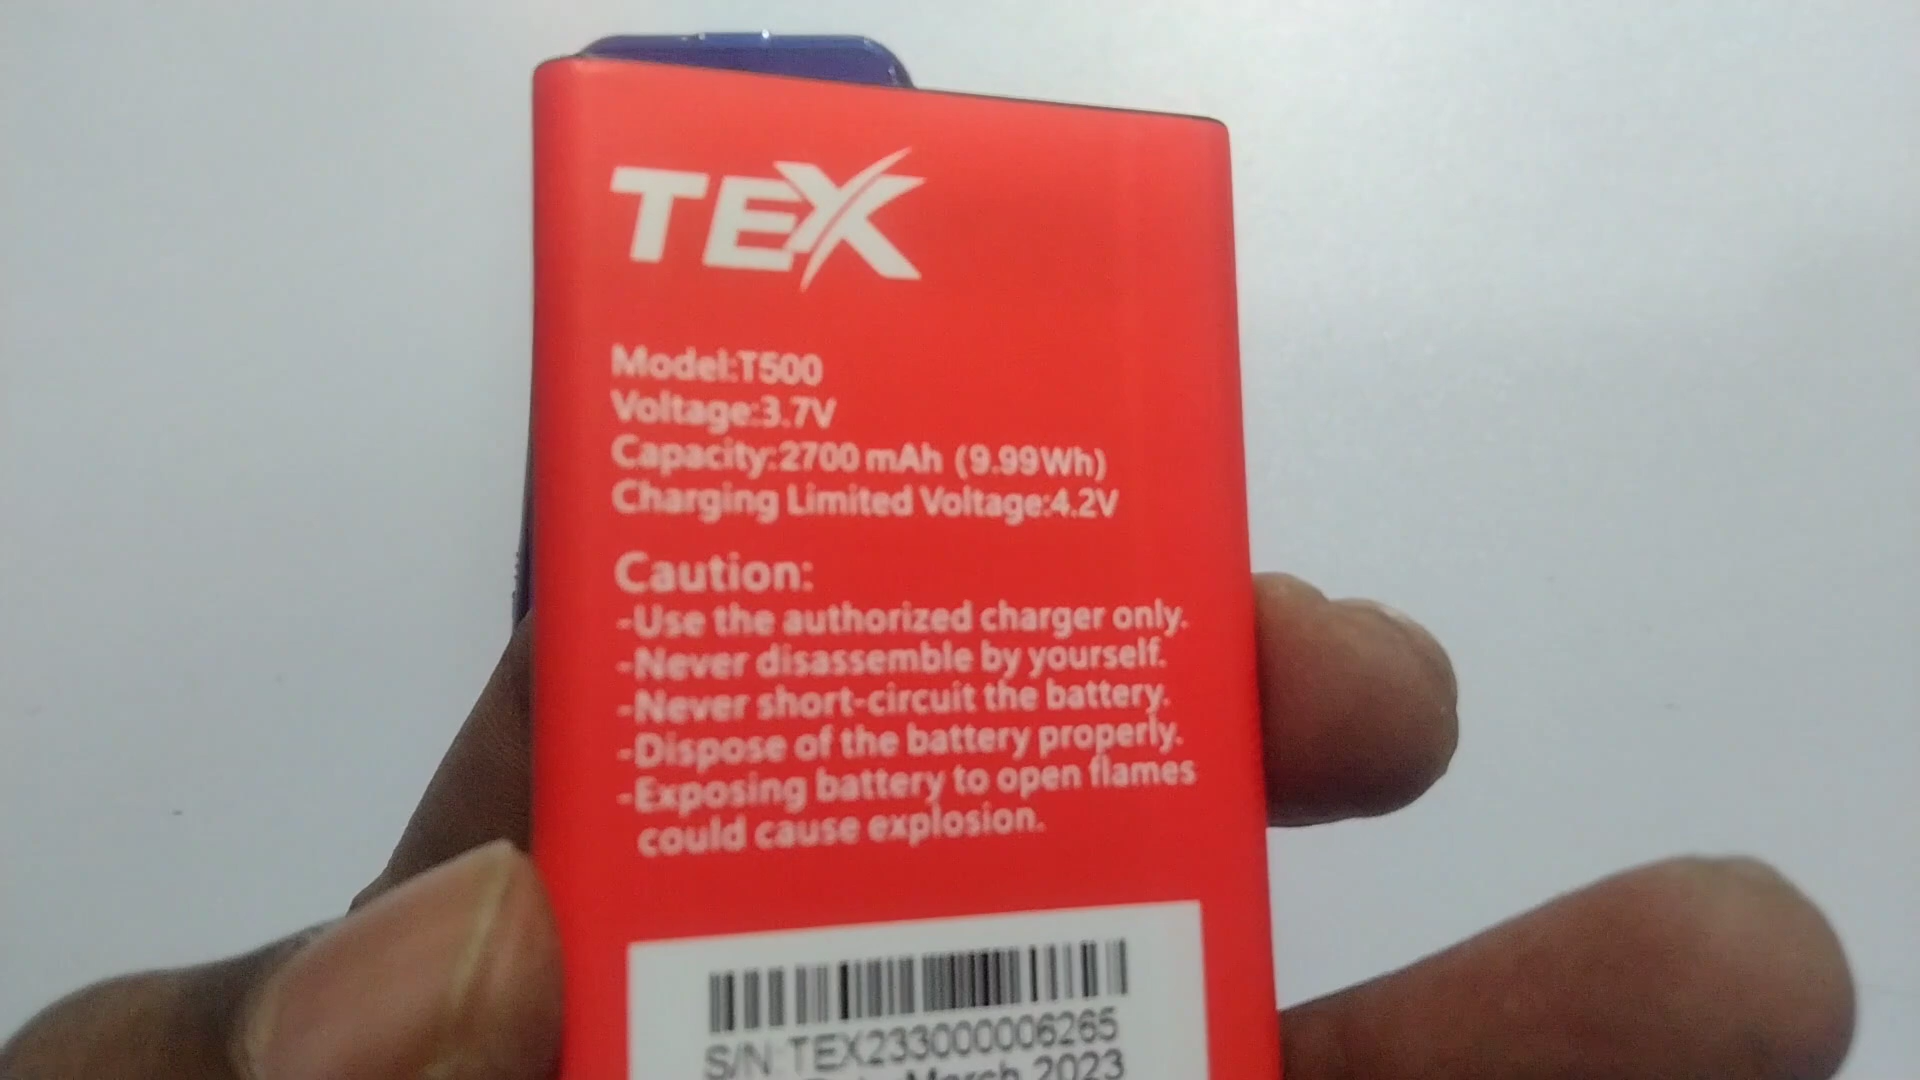 TEX
Model:T500
Voltage:3.7V
Capacity:2700 mAh (9.99Wh)
Charging Limited Voltage:4.2V
Caution:
-Use the authorized charger only.
-Never disassemble by yourself.
-Never short-circuit the battery.
-Dispose of the battery properly.
-Exposing battery to open flames
could cause explosion.
S/N:TEX233000006265
March 2023